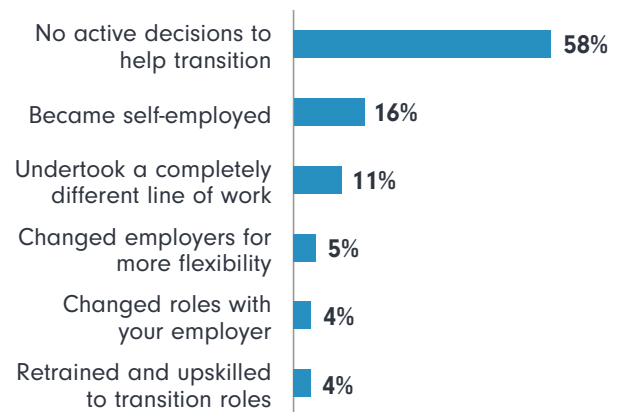 No active decisions to
help transition
58%
Became self-employed
16%
Undertook a completely
different line of work
11%
Changed employers for
more flexibility
5%
Changed roles with
your employer
4%
Retrained and upskilled
to transition roles
4%